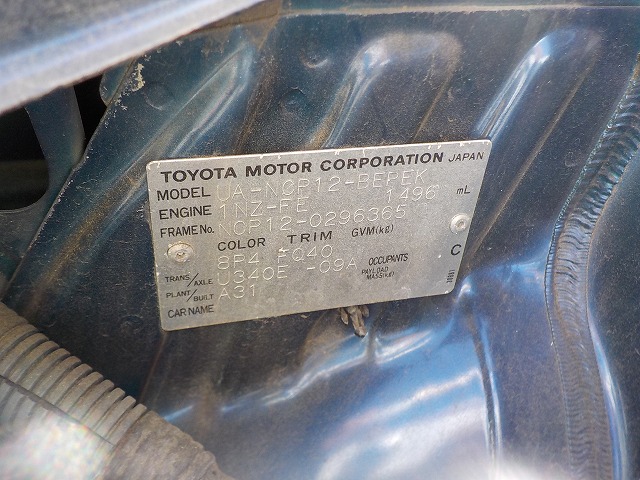 TOYOTA MOTOR CORPORATION JAPAN
MODEL UA-NCP12-BEPEK
ENGINE 1NZ-FE 1496 mL
FRAME No. NCP12-0296365
COLOR TRIM GVM(kg)
8P4 FQ40 C
TRANS./AXLE U340E -09A OCCUPANTS
PLANT/BUILT A31 PAYLOAD MASS(kg)
CAR NAME